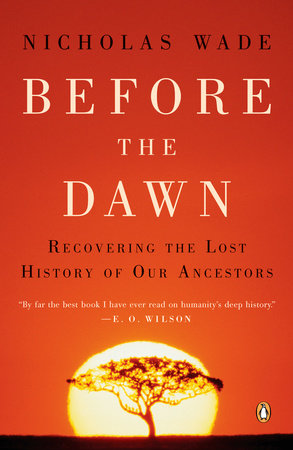 NICHOLAS WADE
BEFORE
THE
DAWN
RECOVERING THE LOST
HISTORY OF OUR ANCESTORS
"By far the best book I have ever read on humanity's deep history."
—E. O. WILSON